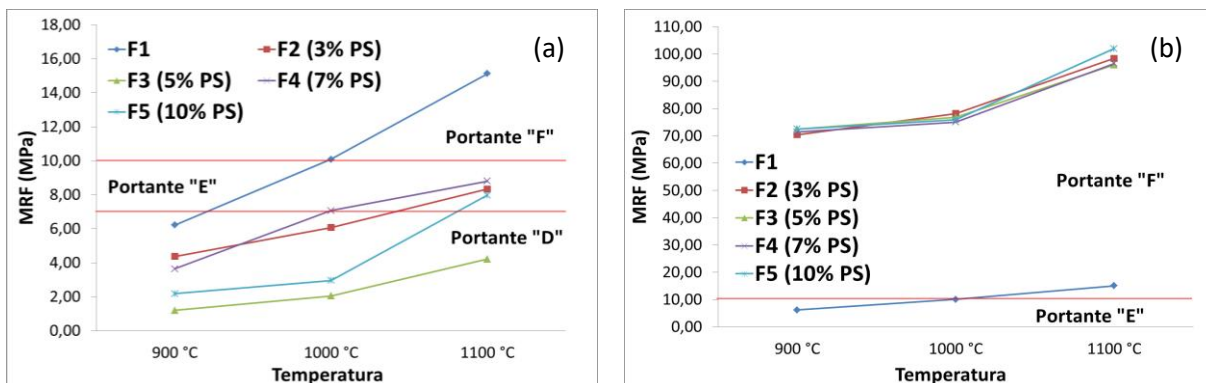 18,00
16,00
14,00
12,00
10,00
8,00
6,00
4,00
2,00
0,00
MRF (MPa)
F1
F2 (3% PS)
F3 (5% PS)
F4 (7% PS)
F5 (10% PS)
(a)
Portante "F"
Portante "E"
Portante "D"
900 °C
1000 °C
1100 °C
Temperatura
110,00
100,00
90,00
80,00
70,00
60,00
50,00
40,00
30,00
20,00
10,00
0,00
MRF (MPa)
(b)
F1
F2 (3% PS)
F3 (5% PS)
F4 (7% PS)
F5 (10% PS)
Portante "F"
Portante "E"
900 °C
1000 °C
1100 °C
Temperatura